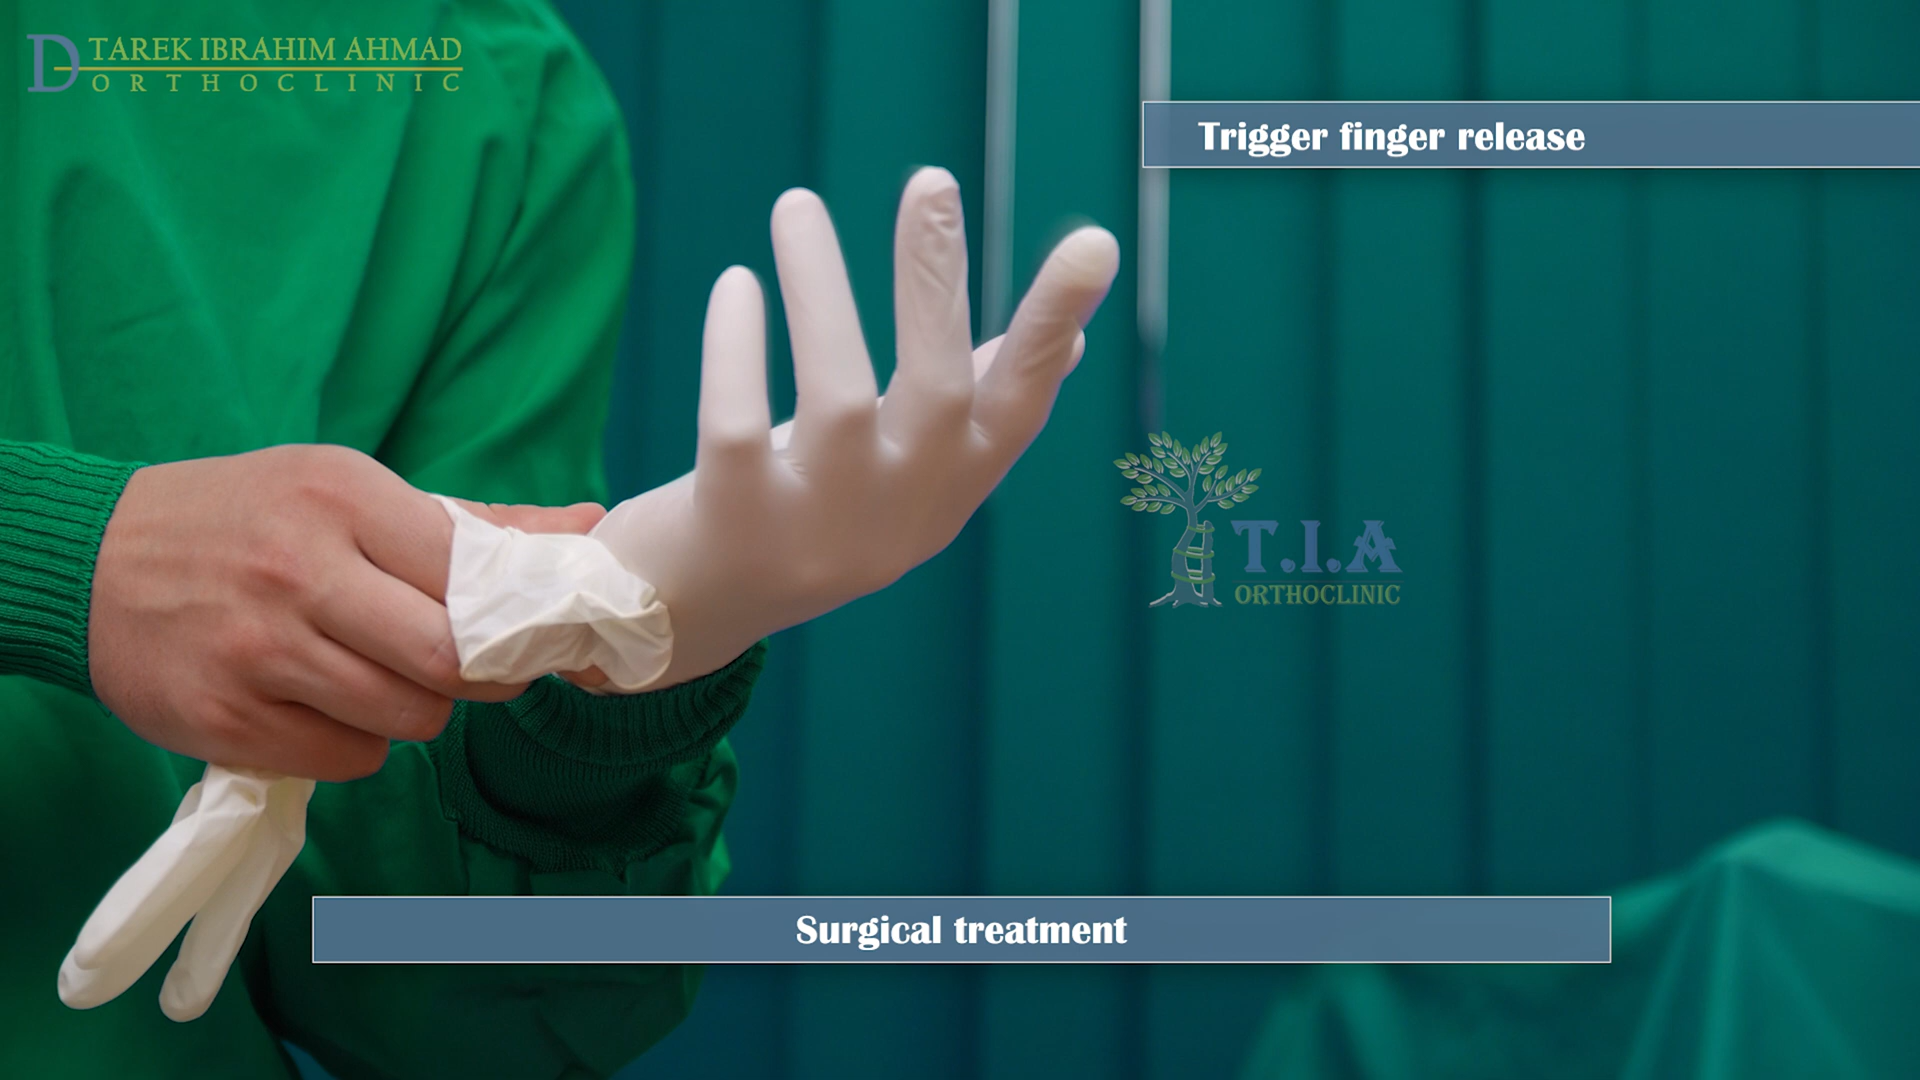 D TAREK IBRAHIM AHMAD
ORTHOCLINIC
Trigger finger release
T.I.A
ORTHOCLINIC
Surgical treatment